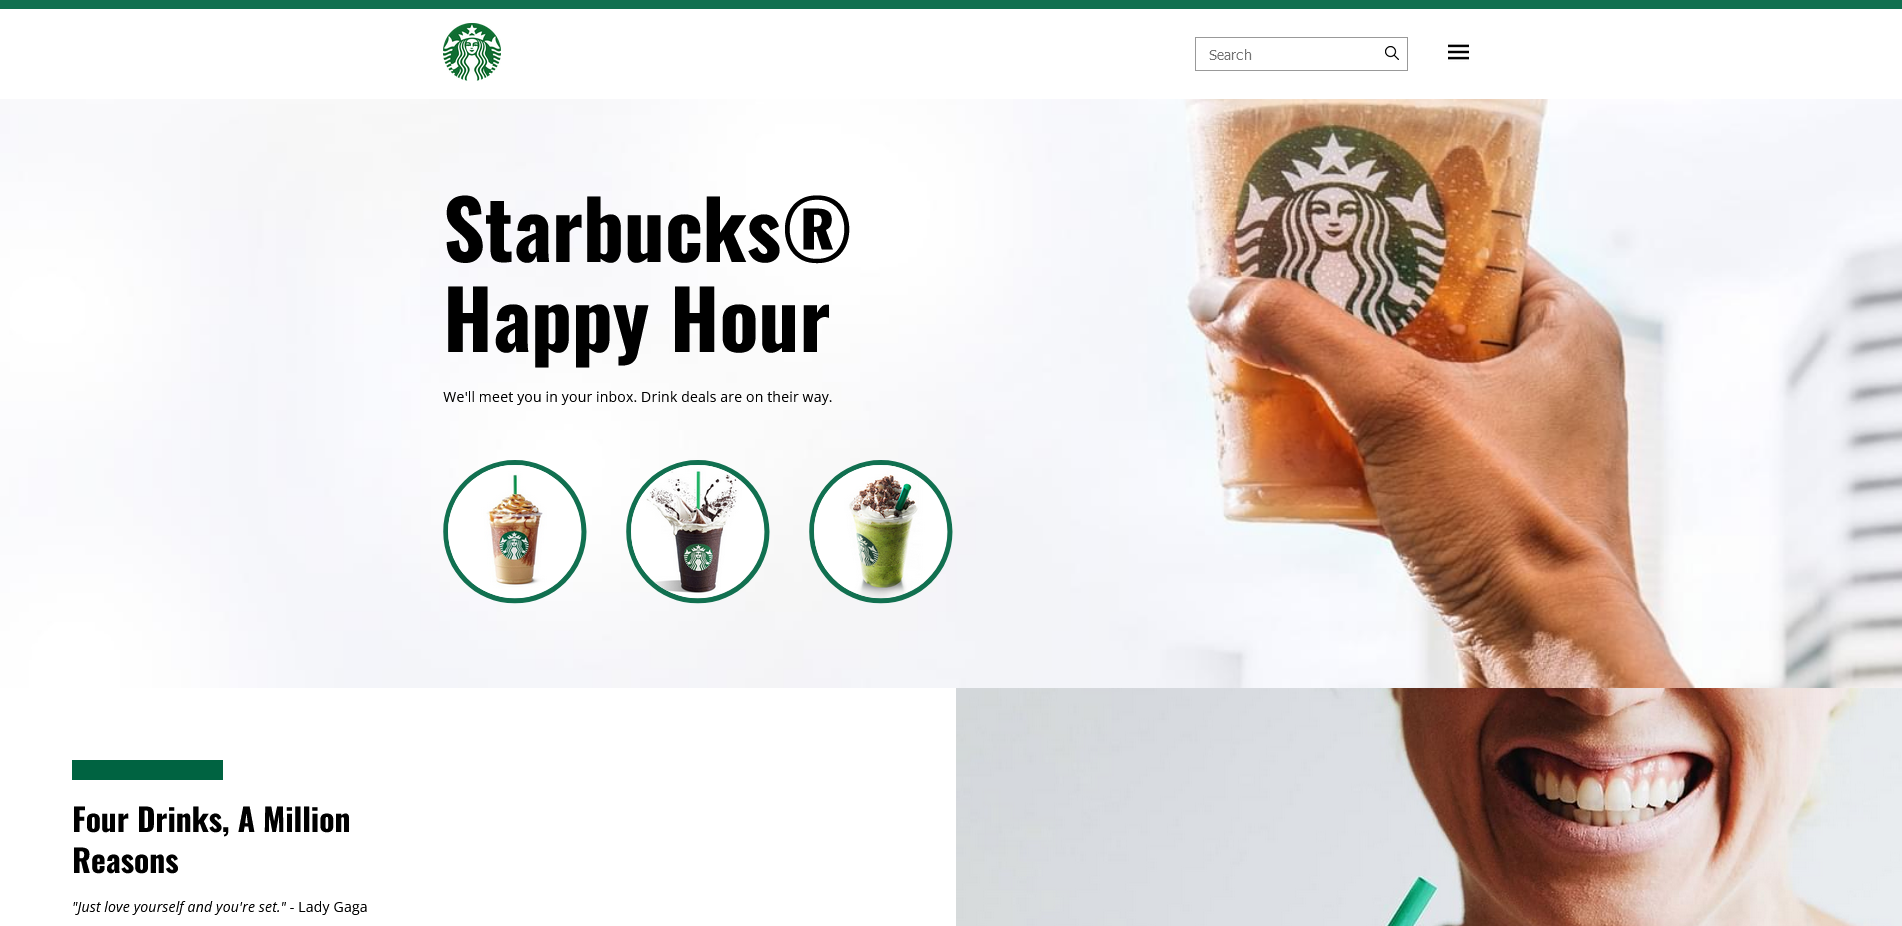 Search
Starbucks®
Happy Hour
We'll meet you in your inbox. Drink deals are on their way.
Four Drinks, A Million
Reasons
"Just love yourself and you're set." - Lady Gaga